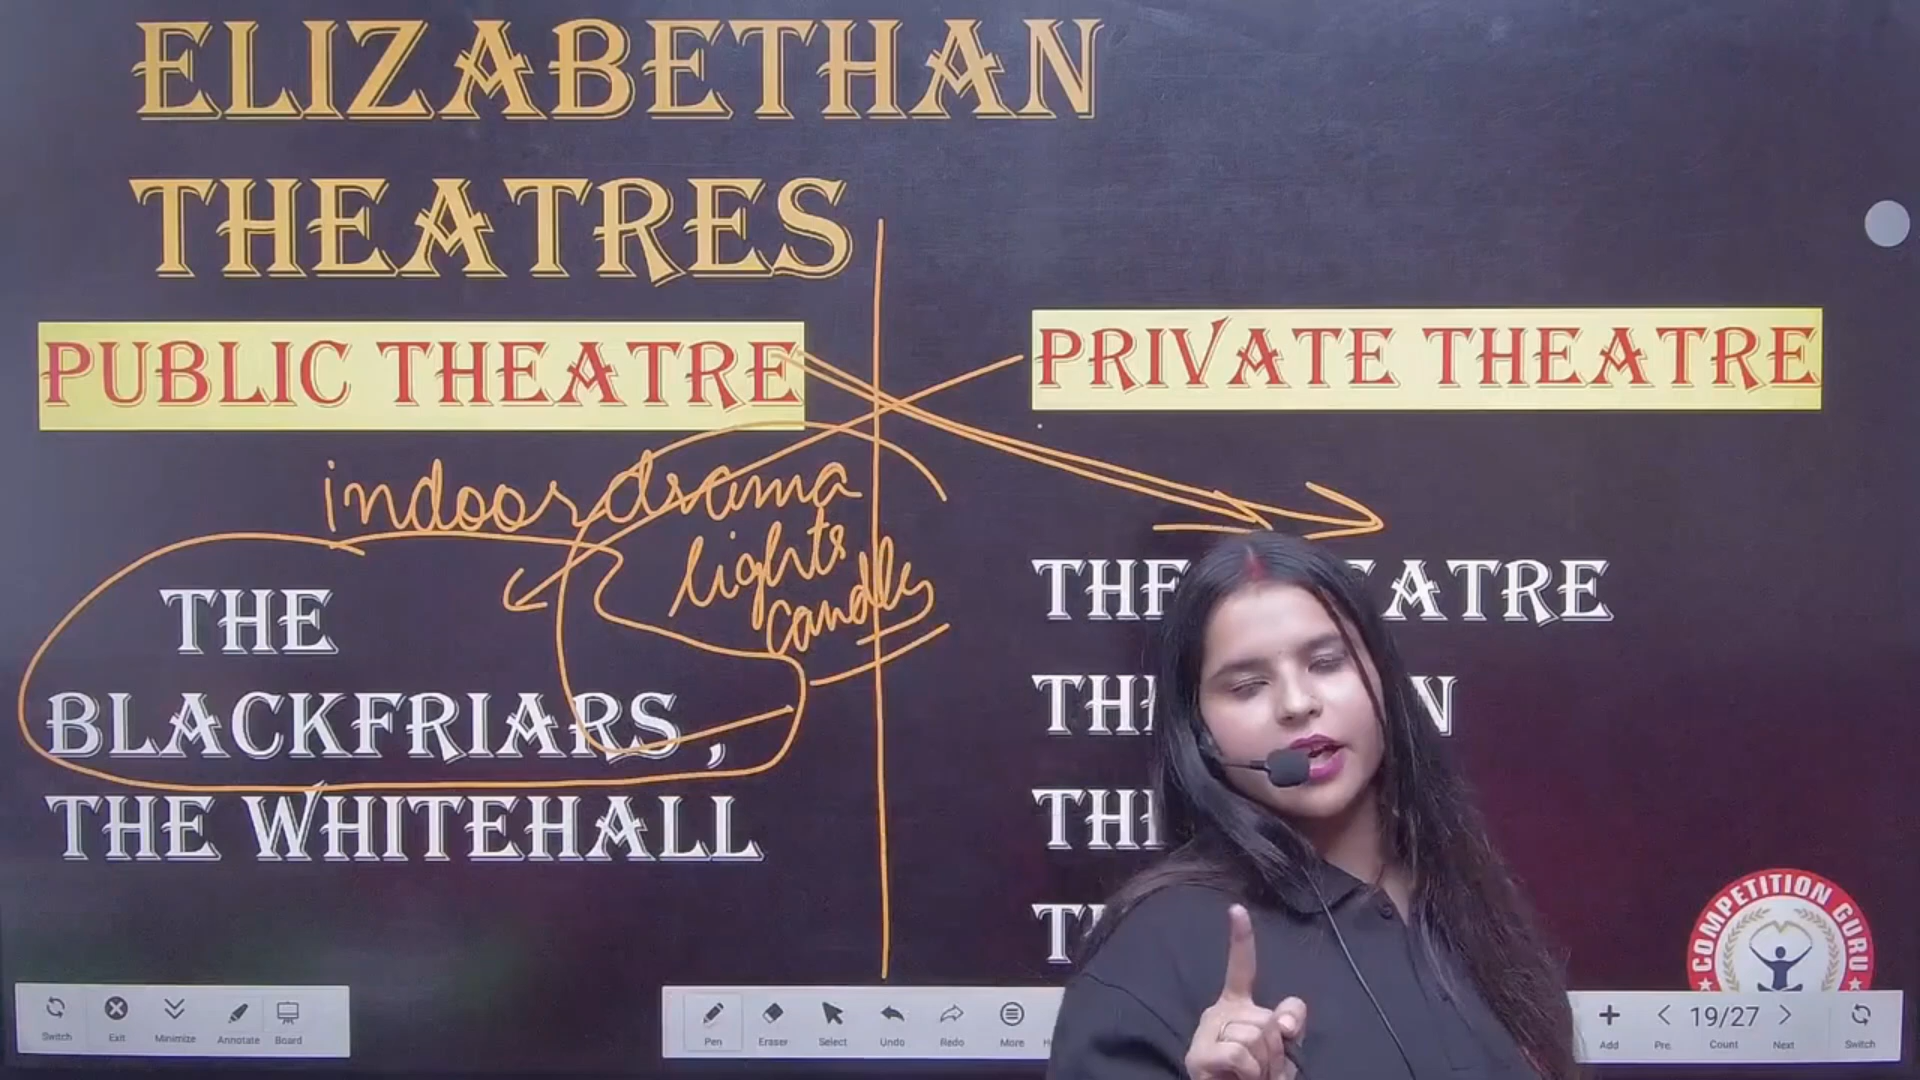 ELIZABETHAN
THEATRES
PUBLIC THEATRE
PRIVATE THEATRE
indoor drama
lights
candles
THE
BLACKFRIARS ,
THE WHITEHALL
COMPETITION GURU
Switch
Exit
Minimize
Annotate
Board
Pen
Eraser
Select
Undo
Redo
More
Add
Pre
19/27
Count
Next
Switch